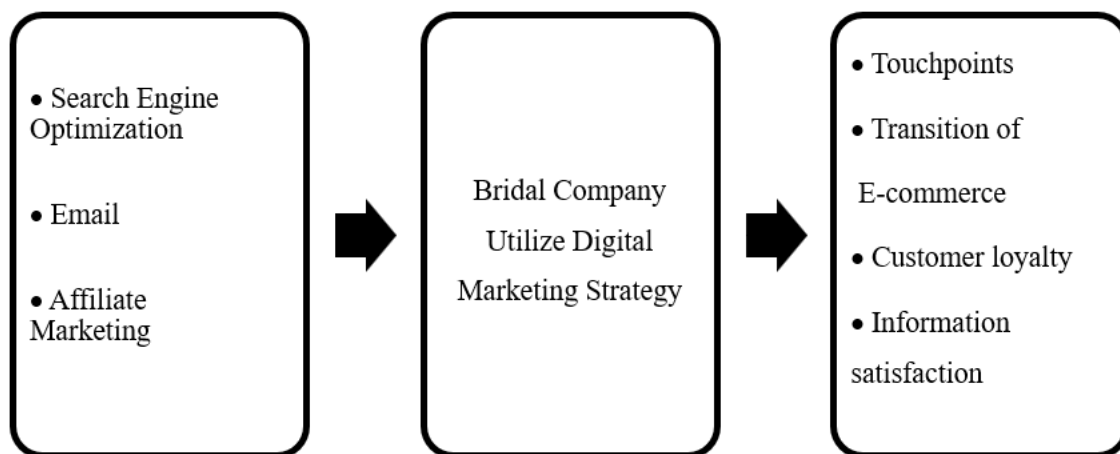 • Search Engine
Optimization
• Email
• Affiliate
Marketing
Bridal Company
Utilize Digital
Marketing Strategy
• Touchpoints
• Transition of
E-commerce
• Customer loyalty
• Information
satisfaction